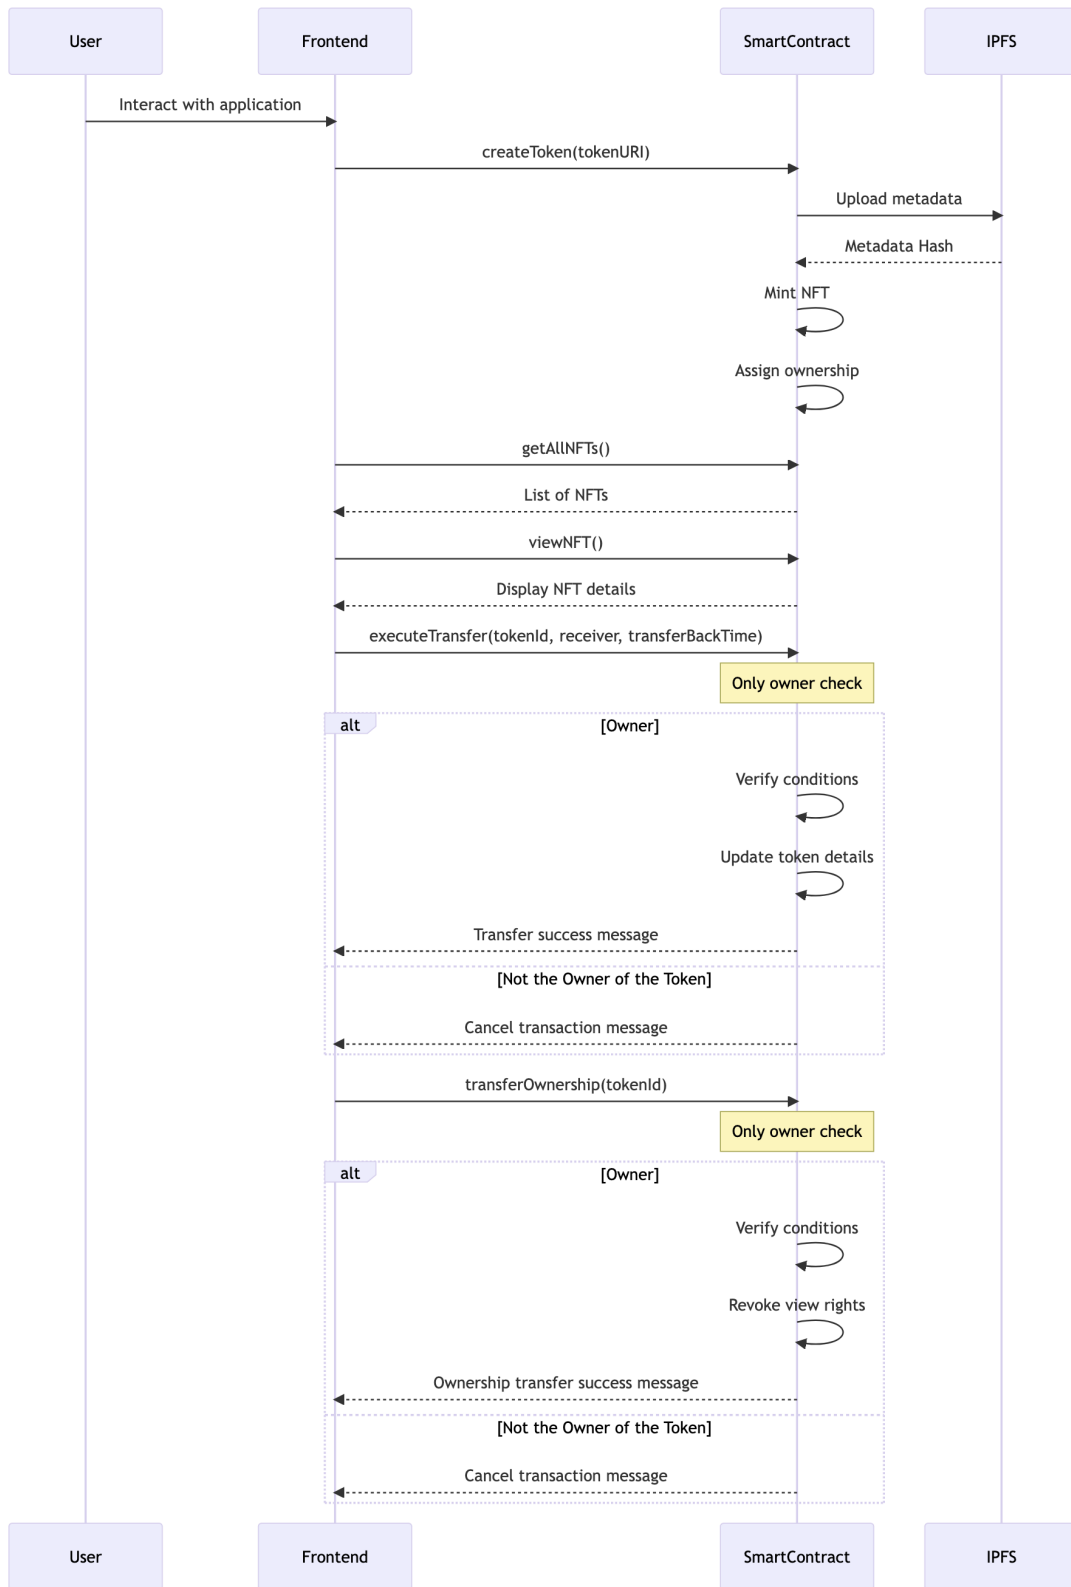 User
Frontend
SmartContract
IPFS
Interact with application
createToken(tokenURI)
Upload metadata
Metadata Hash
Mint NFT
Assign ownership
getAllNFTs()
List of NFTs
viewNFT()
Display NFT details
executeTransfer(tokenId, receiver, transferBackTime)
Only owner check
alt
[Owner]
Verify conditions
Update token details
Transfer success message
[Not the Owner of the Token]
Cancel transaction message
transferOwnership(tokenId)
Only owner check
alt
[Owner]
Verify conditions
Revoke view rights
Ownership transfer success message
[Not the Owner of the Token]
Cancel transaction message
User
Frontend
SmartContract
IPFS